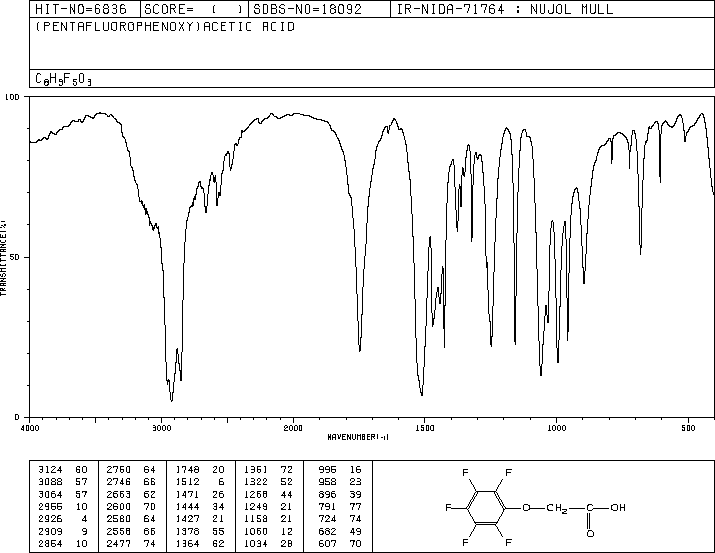 HIT-NO=6836 SCORE= ( ) SDBS-NO=18092 IR-NIDA-71764 : NUJOL MULL
(PENTAFLUOROPHENOXY)ACETIC ACID
C8H3F5O3
100
50
0
TRANSMITTANCE(%)
4000 3000 2000 1500 1000 500
WAVENUMBER(-1)
3124 60 2760 64 1748 20 1361 72 995 16
3088 57 2746 66 1512 6 1322 52 958 23
3064 57 2663 62 1471 26 1268 44 896 39
2955 10 2600 70 1444 34 1249 21 791 77
2926 4 2580 64 1427 21 1158 21 724 74
2909 9 2558 66 1378 55 1060 12 682 49
2854 10 2477 74 1364 62 1034 28 607 70
F F
F O CH2 C OH
F F O